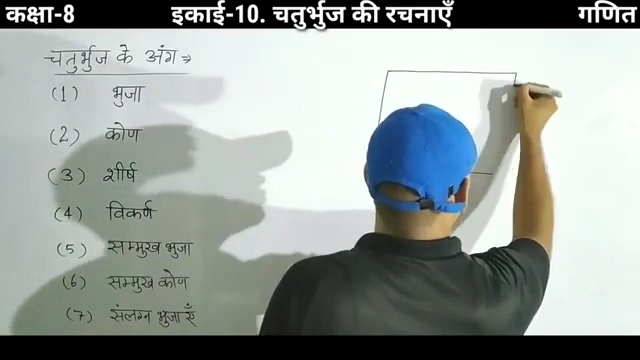 कक्षा-8 इकाई-10. चतुर्भुज की रचनाएँ गणित
चतुर्भुज के अंग⇒
(1) भुजा
(2) कोण
(3) शीर्ष
(4) विकर्ण
(5) सम्मुख भुजा
(6) सम्मुख कोण
(7) संलग्न भुजाएँ